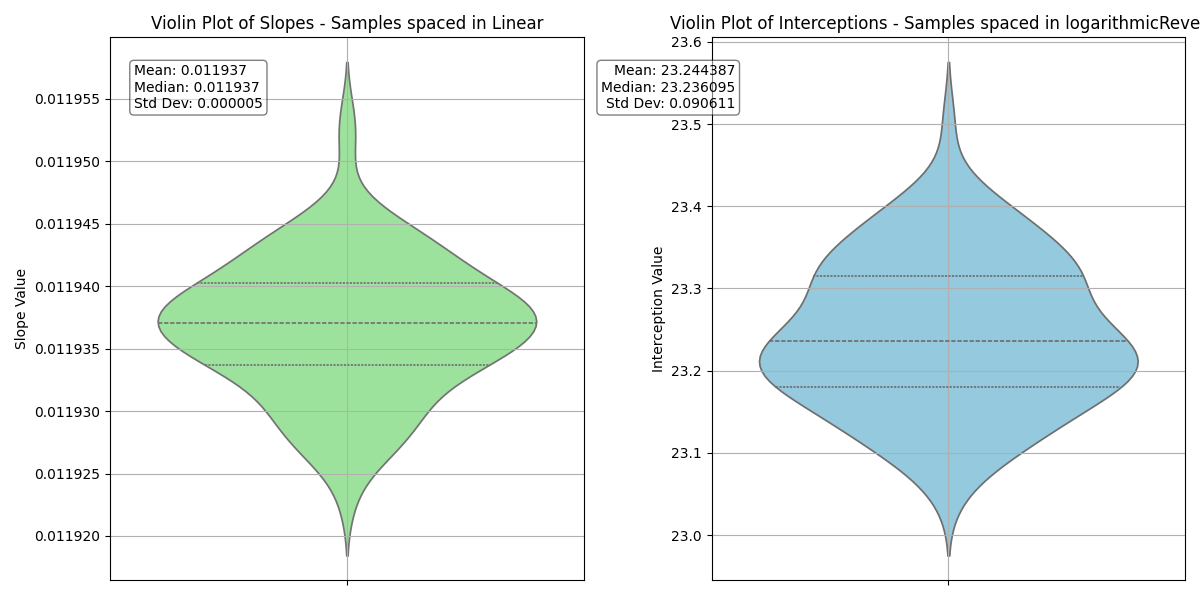 Violin Plot of Slopes - Samples spaced in Linear
Mean: 0.011937
Median: 0.011937
Std Dev: 0.000005
0.011955
0.011950
0.011945
0.011940
0.011935
0.011930
0.011925
0.011920
Slope Value
Violin Plot of Interceptions - Samples spaced in logarithmicReve
Mean: 23.244387
Median: 23.236095
Std Dev: 0.090611
23.6
23.5
23.4
23.3
23.2
23.1
23.0
Interception Value